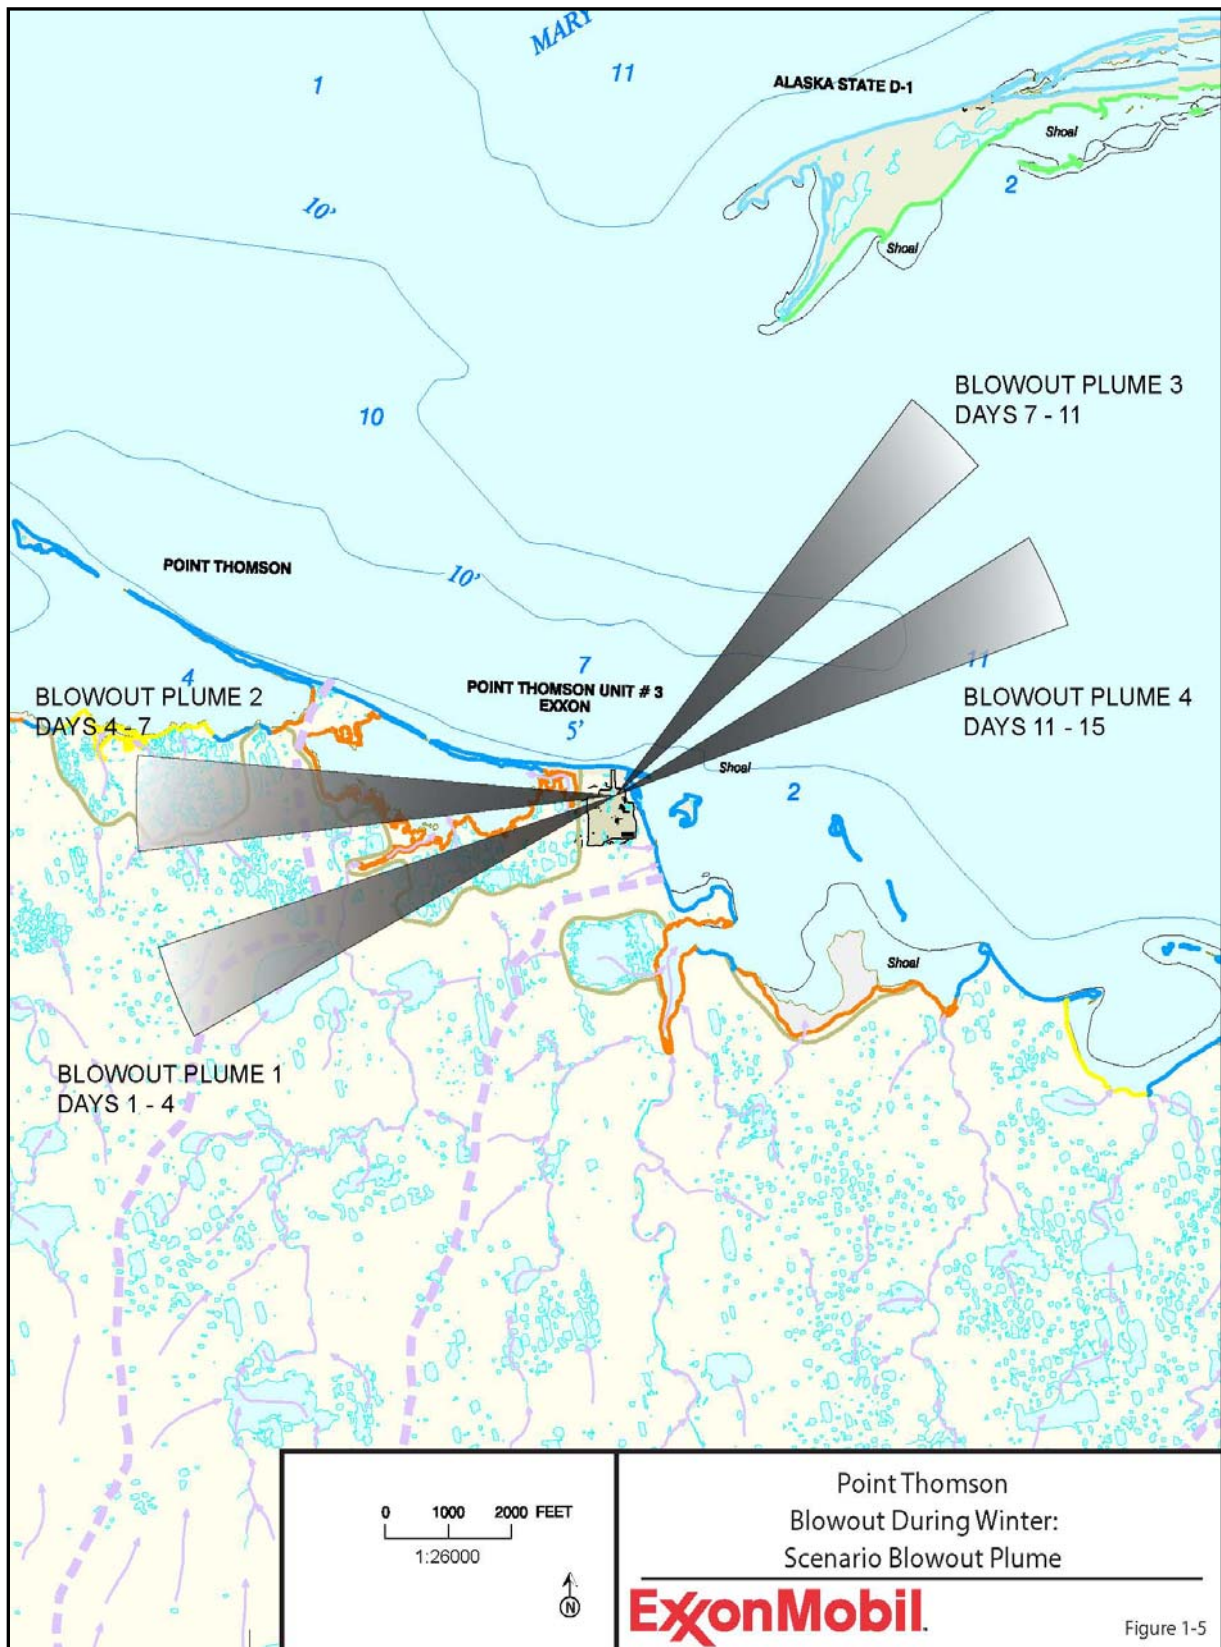 MARY
1
11
ALASKA STATE D-1
Shoal
2
10'
Shoal
BLOWOUT PLUME 3
DAYS 7 - 11
10
POINT THOMSON
10'
7
4
POINT THOMSON UNIT # 3
EXXON
5'
11
BLOWOUT PLUME 2
DAYS 4 - 7
BLOWOUT PLUME 4
DAYS 11 - 15
Shoal
2
Shoal
BLOWOUT PLUME 1
DAYS 1 - 4
0 1000 2000 FEET
1:26000
N
Point Thomson
Blowout During Winter:
Scenario Blowout Plume
ExxonMobil.
Figure 1-5